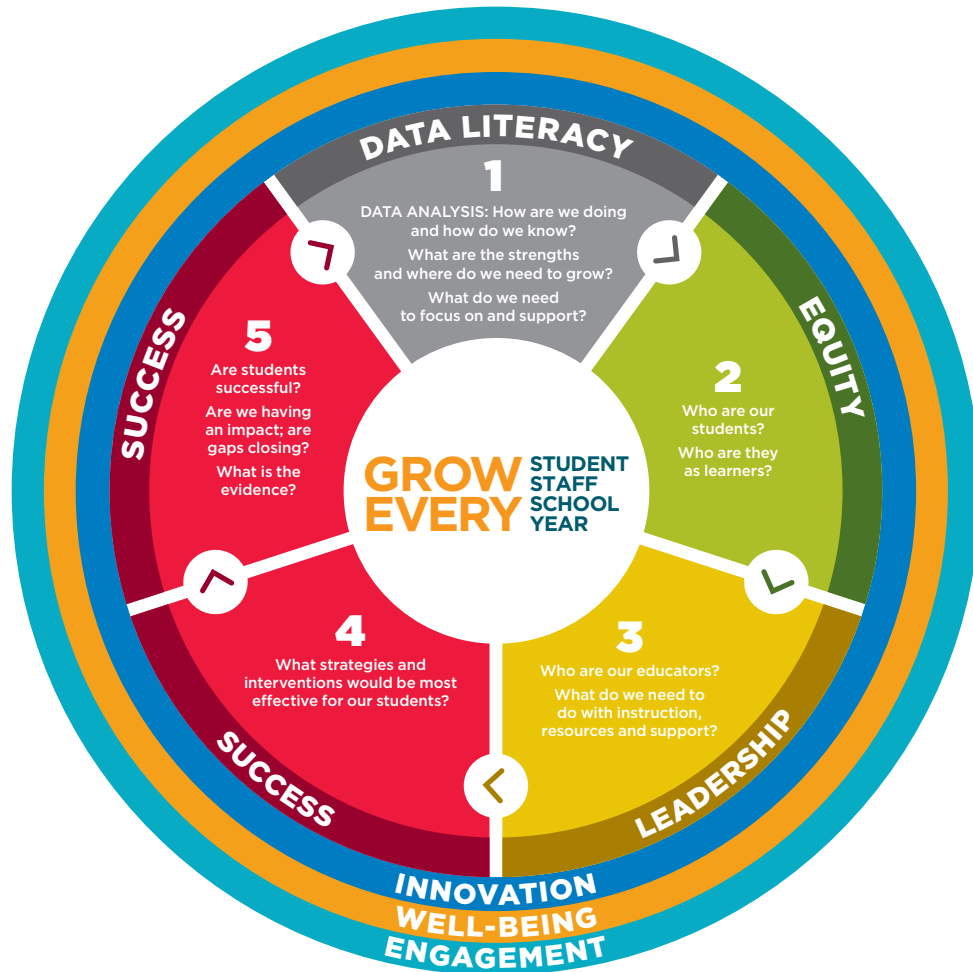 DATA LITERACY
1
DATA ANALYSIS: How are we doing
and how do we know?
What are the strengths
and where do we need to grow?
What do we need
to focus on and support?
EQUITY
2
Who are our
students?
Who are they
as learners?
LEADERSHIP
3
Who are our educators?
What do we need to
do with instruction,
resources and support?
SUCCESS
4
What strategies and
interventions would be most
effective for our students?
SUCCESS
5
Are students
successful?
Are we having
an impact; are
gaps closing?
What is the
evidence?
GROW
EVERY
STUDENT
STAFF
SCHOOL
YEAR
INNOVATION
WELL-BEING
ENGAGEMENT